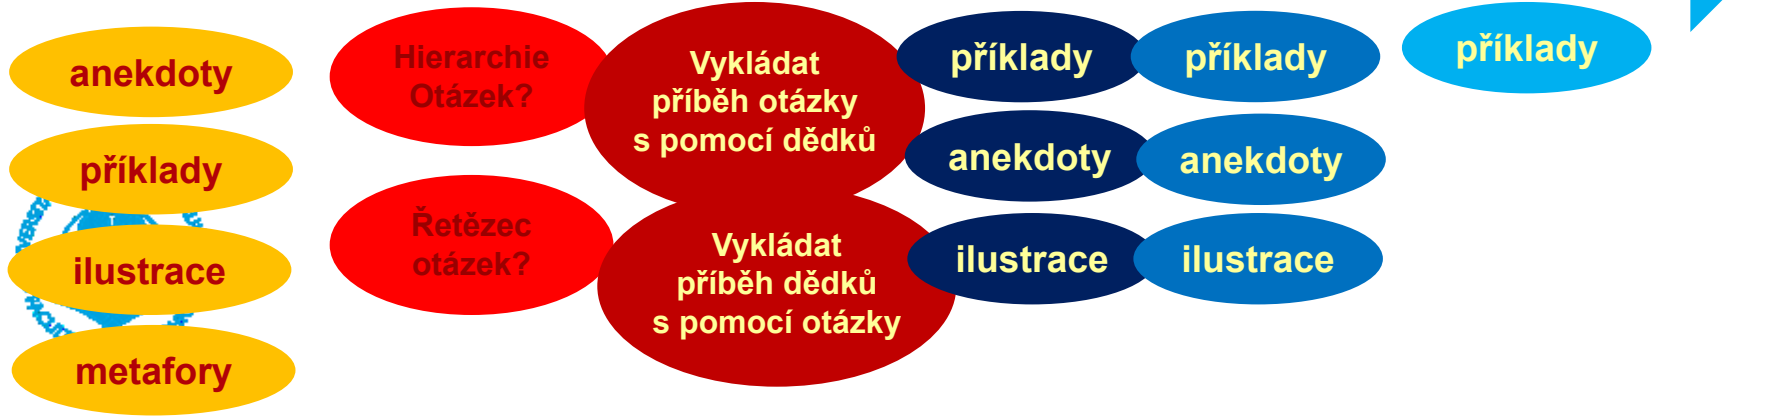 anekdoty
příklady
ilustrace
metafory
Hierarchie
Otázek?
Řetězec
otázek?
Vykládat
příběh otázky
s pomocí dědků
Vykládat
příběh dědků
s pomocí otázky
příklady
anekdoty
ilustrace
příklady
anekdoty
ilustrace
příklady